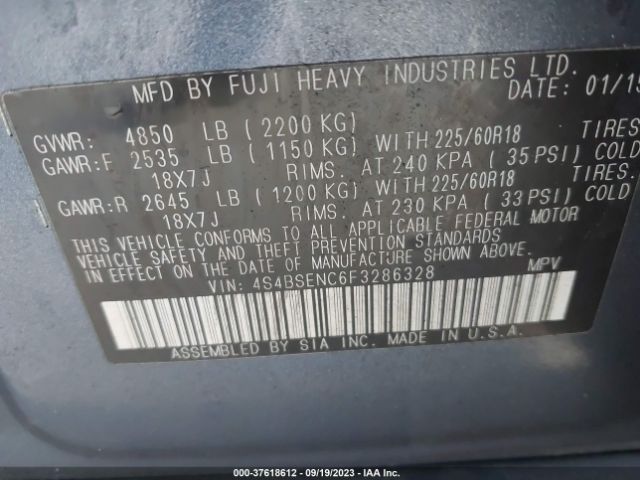 MFD BY FUJI HEAVY INDUSTRIES LTD.
DATE: 01/15
GVWR: 4850 LB ( 2200 KG)
GAWR:F 2535 LB ( 1150 KG) WITH 225/60R18 TIRES
18X7J RIMS. AT 240 KPA ( 35 PSI) COLD
GAWR:R 2645 LB ( 1200 KG) WITH 225/60R18 TIRES
18X7J RIMS. AT 230 KPA ( 33 PSI) COLD
THIS VEHICLE CONFORMS TO ALL APPLICABLE FEDERAL MOTOR
VEHICLE SAFETY AND THEFT PREVENTION STANDARDS
IN EFFECT ON THE DATE OF MANUFACTURE SHOWN ABOVE.
VIN: 4S4BSENC6F3286328 MPV
ASSEMBLED BY SIA INC. MADE IN U.S.A.
000-37618612 - 09/19/2023 - IAA Inc.